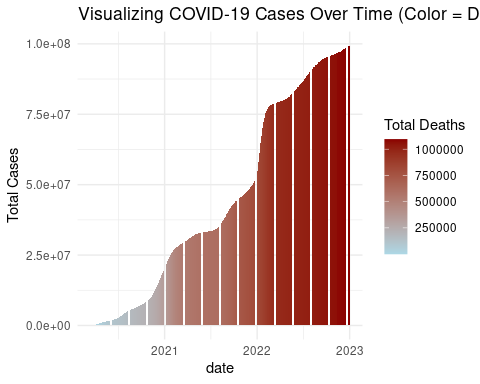 Visualizing COVID-19 Cases Over Time (Color = D
1.0e+08
7.5e+07
5.0e+07
2.5e+07
0.0e+00
Total Cases
2021 2022 2023
date
Total Deaths
1000000
750000
500000
250000